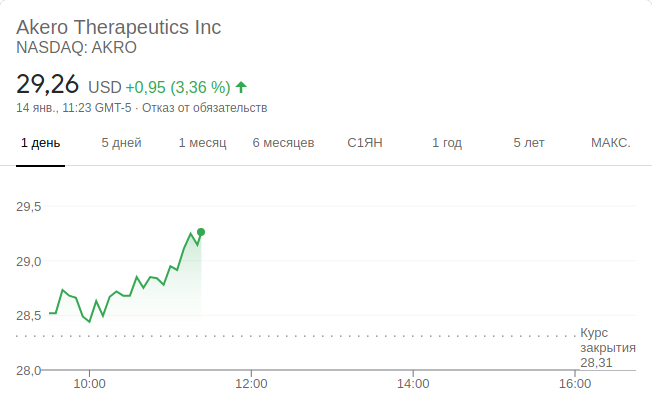 Akero Therapeutics Inc
NASDAQ: AKRO
29,26 USD +0,95 (3,36 %)
14 янв., 11:23 GMT-5 · Отказ от обязательств
1 день 5 дней 1 месяц 6 месяцев С1ЯН 1 год 5 лет МАКС.
29,5
29,0
28,5
Курс
закрытия
28,31
28,0
10:00 12:00 14:00 16:00